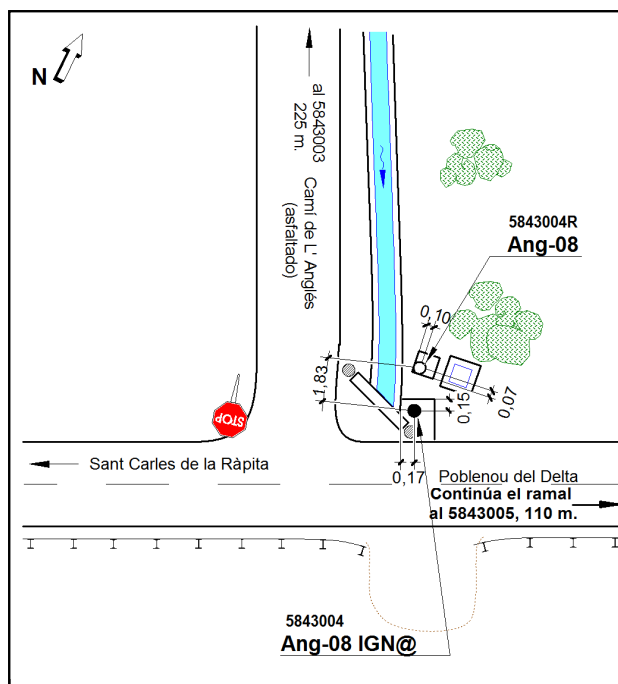 N
al 5843003
225 m.
Camí de L' Anglés
(asfaltado)
5843004R
Ang-08
0,10
1,83
0,15
0,07
STOP
0,17
Sant Carles de la Ràpita
Poblenou del Delta
Continúa el ramal
al 5843005, 110 m.
5843004
Ang-08 IGN@